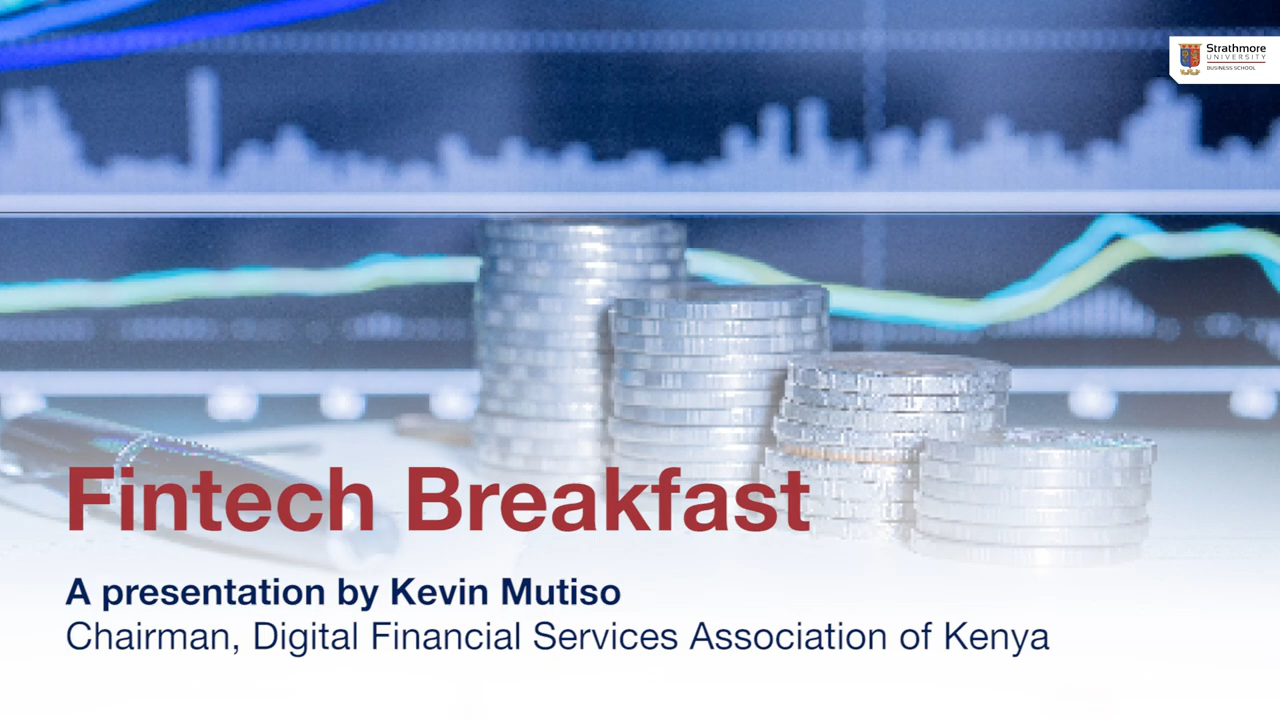 Strathmore
UNIVERSITY
BUSINESS SCHOOL
Fintech Breakfast
A presentation by Kevin Mutiso
Chairman, Digital Financial Services Association of Kenya